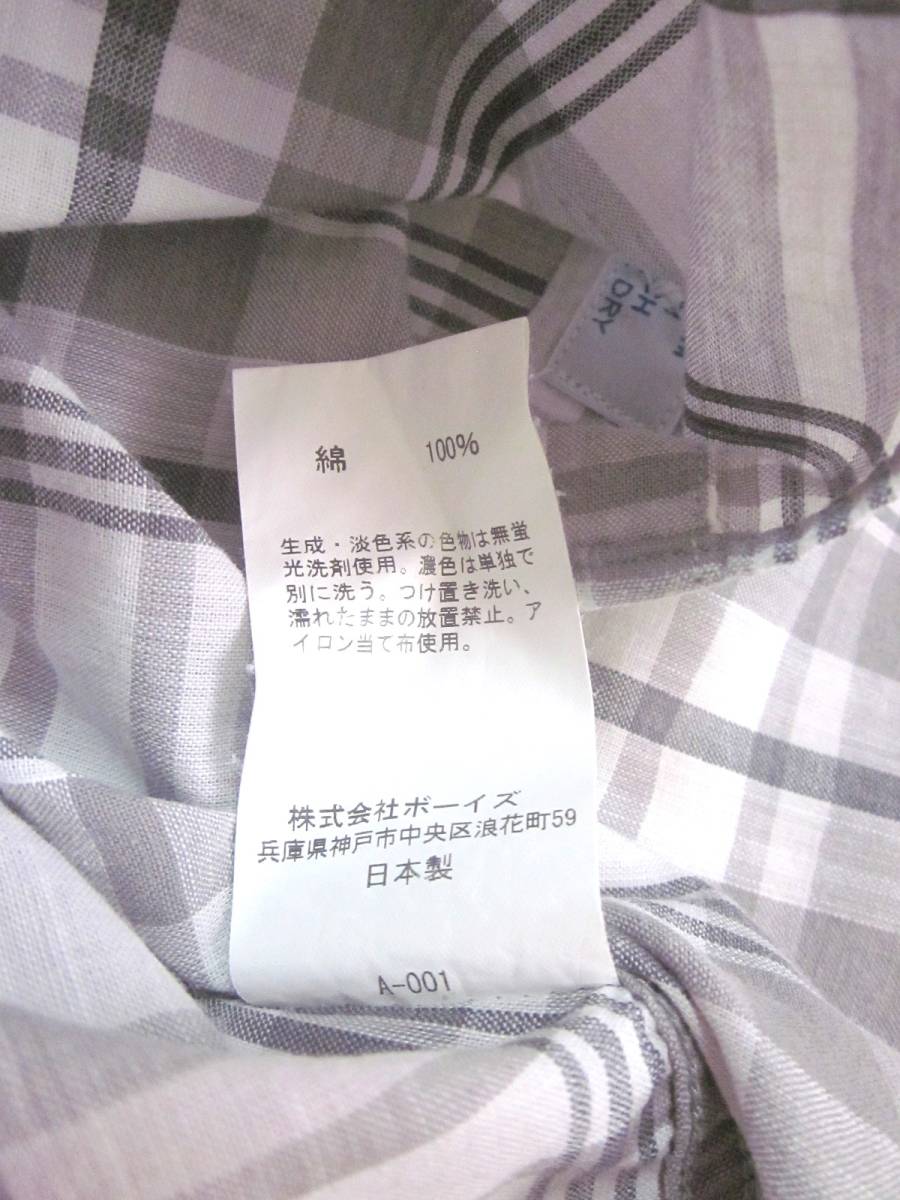 綿 100%
生成・淡色系の色物は無蛍
光洗剤使用。濃色は単独で
別に洗う。つけ置き洗い、
濡れたままの放置禁止。ア
イロン当て布使用。
株式会社ボーイズ
兵庫県神戸市中央区浪花町59
日本製
A-001
DRY